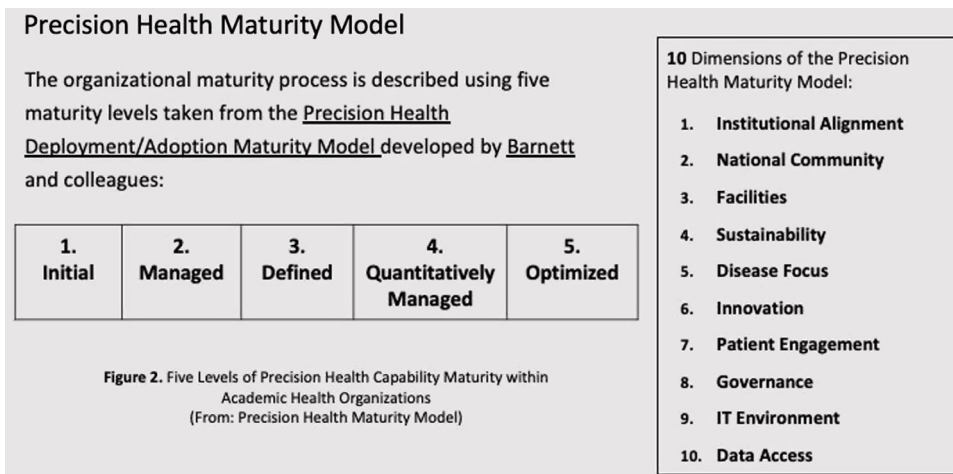 Precision Health Maturity Model
The organizational maturity process is described using five
maturity levels taken from the Precision Health
Deployment/Adoption Maturity Model developed by Barnett
and colleagues:
1.
Initial
2.
Managed
3.
Defined
4.
Quantitatively
Managed
5.
Optimized
Figure 2. Five Levels of Precision Health Capability Maturity within
Academic Health Organizations
(From: Precision Health Maturity Model)
10 Dimensions of the Precision
Health Maturity Model:
1. Institutional Alignment
2. National Community
3. Facilities
4. Sustainability
5. Disease Focus
6. Innovation
7. Patient Engagement
8. Governance
9. IT Environment
10. Data Access